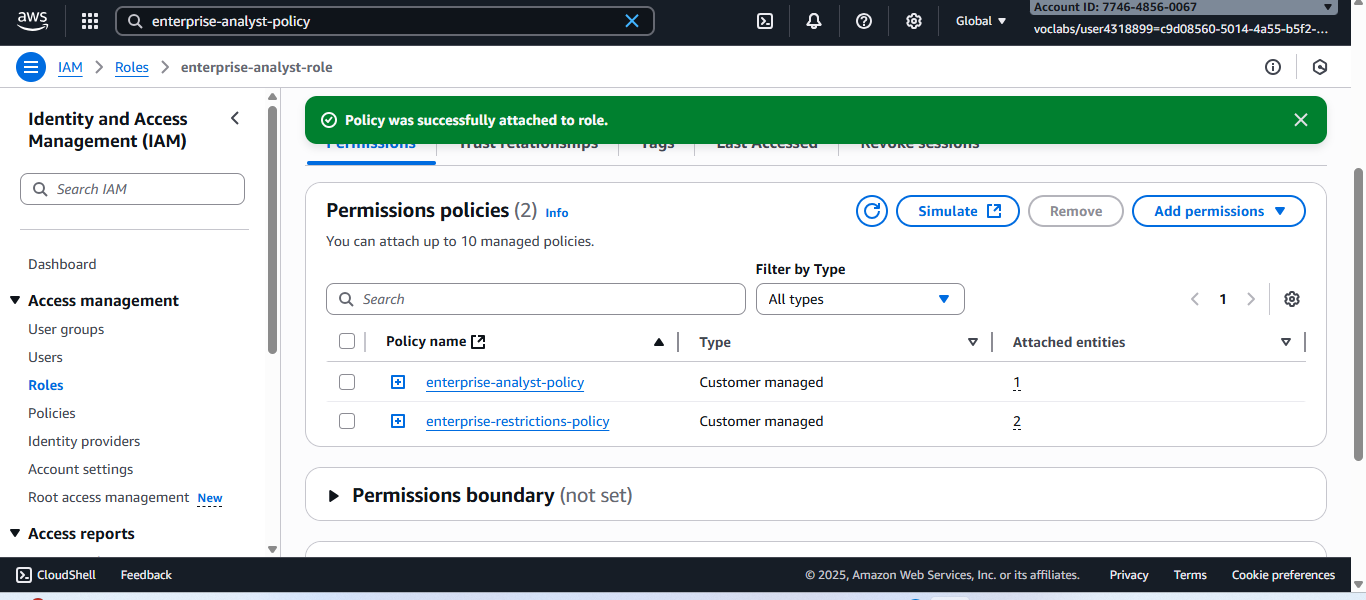 aws
enterprise-analyst-policy
Global
Account ID: 7746-4856-0067
voclabs/user4318899=c9d08560-5014-4a55-b5f2-...
IAM
Roles
enterprise-analyst-role
Identity and Access
Management (IAM)
Search IAM
Dashboard
Access management
User groups
Users
Roles
Policies
Identity providers
Account settings
Root access management New
Access reports
Policy was successfully attached to role.
Permissions Trust relationships Tags Last Accessed Revoke sessions
Permissions policies (2) Info
Simulate
Remove
Add permissions
You can attach up to 10 managed policies.
Filter by Type
Search
All types
1
Policy name Type Attached entities
enterprise-analyst-policy Customer managed 1
enterprise-restrictions-policy Customer managed 2
Permissions boundary (not set)
CloudShell Feedback © 2025, Amazon Web Services, Inc. or its affiliates. Privacy Terms Cookie preferences